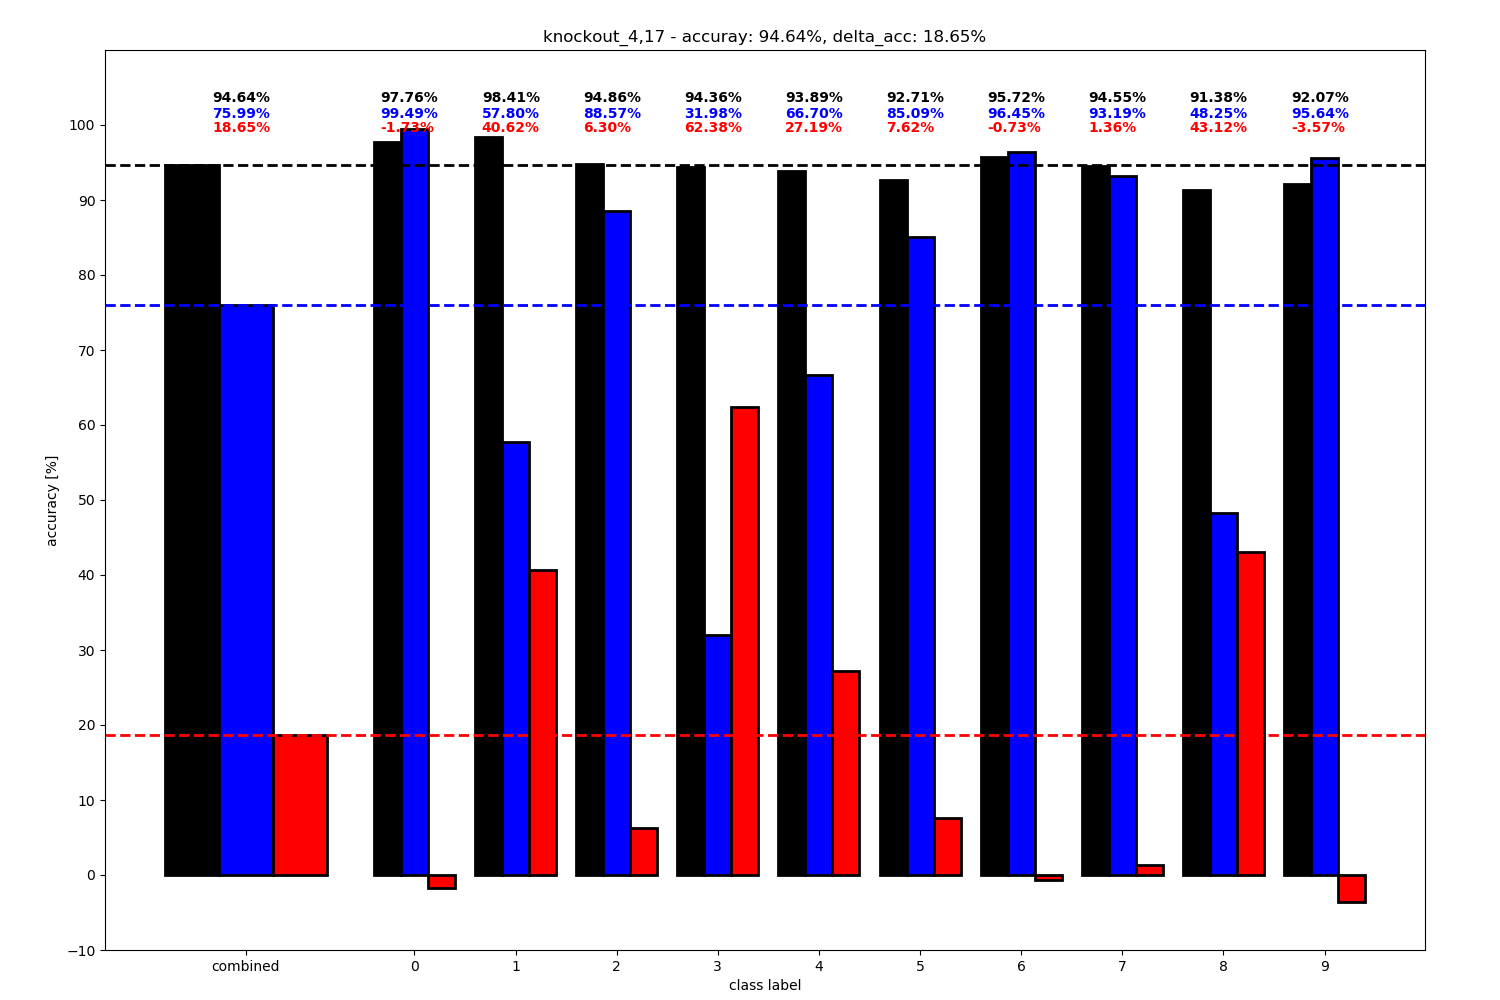 knockout_4,17 - accuray: 94.64%, delta_acc: 18.65%
94.64% 97.76% 98.41% 94.86% 94.36% 93.89% 92.71% 95.72% 94.55% 91.38% 92.07%
75.99% 99.49% 57.80% 88.57% 31.98% 66.70% 85.09% 96.45% 93.19% 48.25% 95.64%
18.65% -1.73% 40.62% 6.30% 62.38% 27.19% 7.62% -0.73% 1.36% 43.12% -3.57%
100
90
80
70
60
50
40
30
20
10
0
−10
accuracy [%]
combined 0 1 2 3 4 5 6 7 8 9
class label